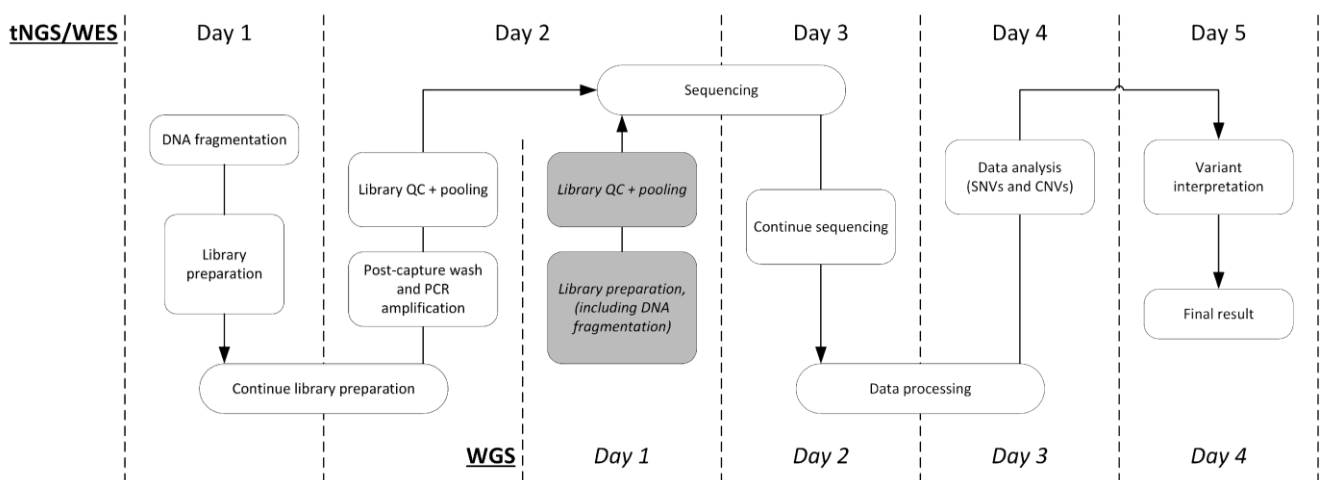 tNGS/WES
Day 1
Day 2
Day 3
Day 4
Day 5
Sequencing
DNA fragmentation
Library QC + pooling
Library QC + pooling
Data analysis
(SNVs and CNVs)
Variant
interpretation
Continue sequencing
Library
preparation
Post-capture wash
and PCR
amplification
Library preparation,
(including DNA
fragmentation)
Final result
Continue library preparation
Data processing
WGS
Day 1
Day 2
Day 3
Day 4